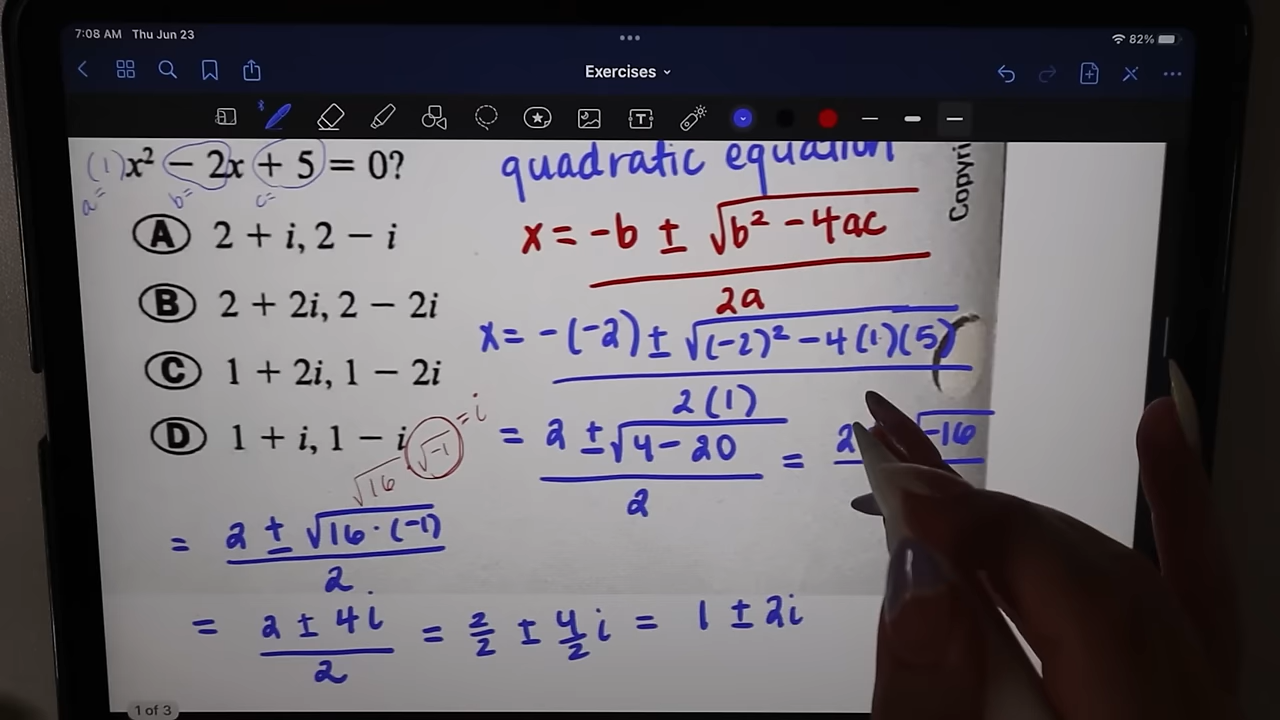 7:08 AM Thu Jun 23
82%
Exercises
(1)x² − 2x + 5 = 0?
a= b= c=
A 2 + i, 2 − i
B 2 + 2i, 2 − 2i
C 1 + 2i, 1 − 2i
D 1 + i, 1 − i
quadratic equation
x = -b ± √b² - 4ac
2a
x = -(-2) ± √(-2)² - 4(1)(5)
2(1)
= 2 ± √4 - 20 = 2 √-16
2
√16 · √-1 = i
= 2 ± √16 · (-1)
2
= 2 ± 4i = 2/2 ± 4/2 i = 1 ± 2i
2
1 of 3